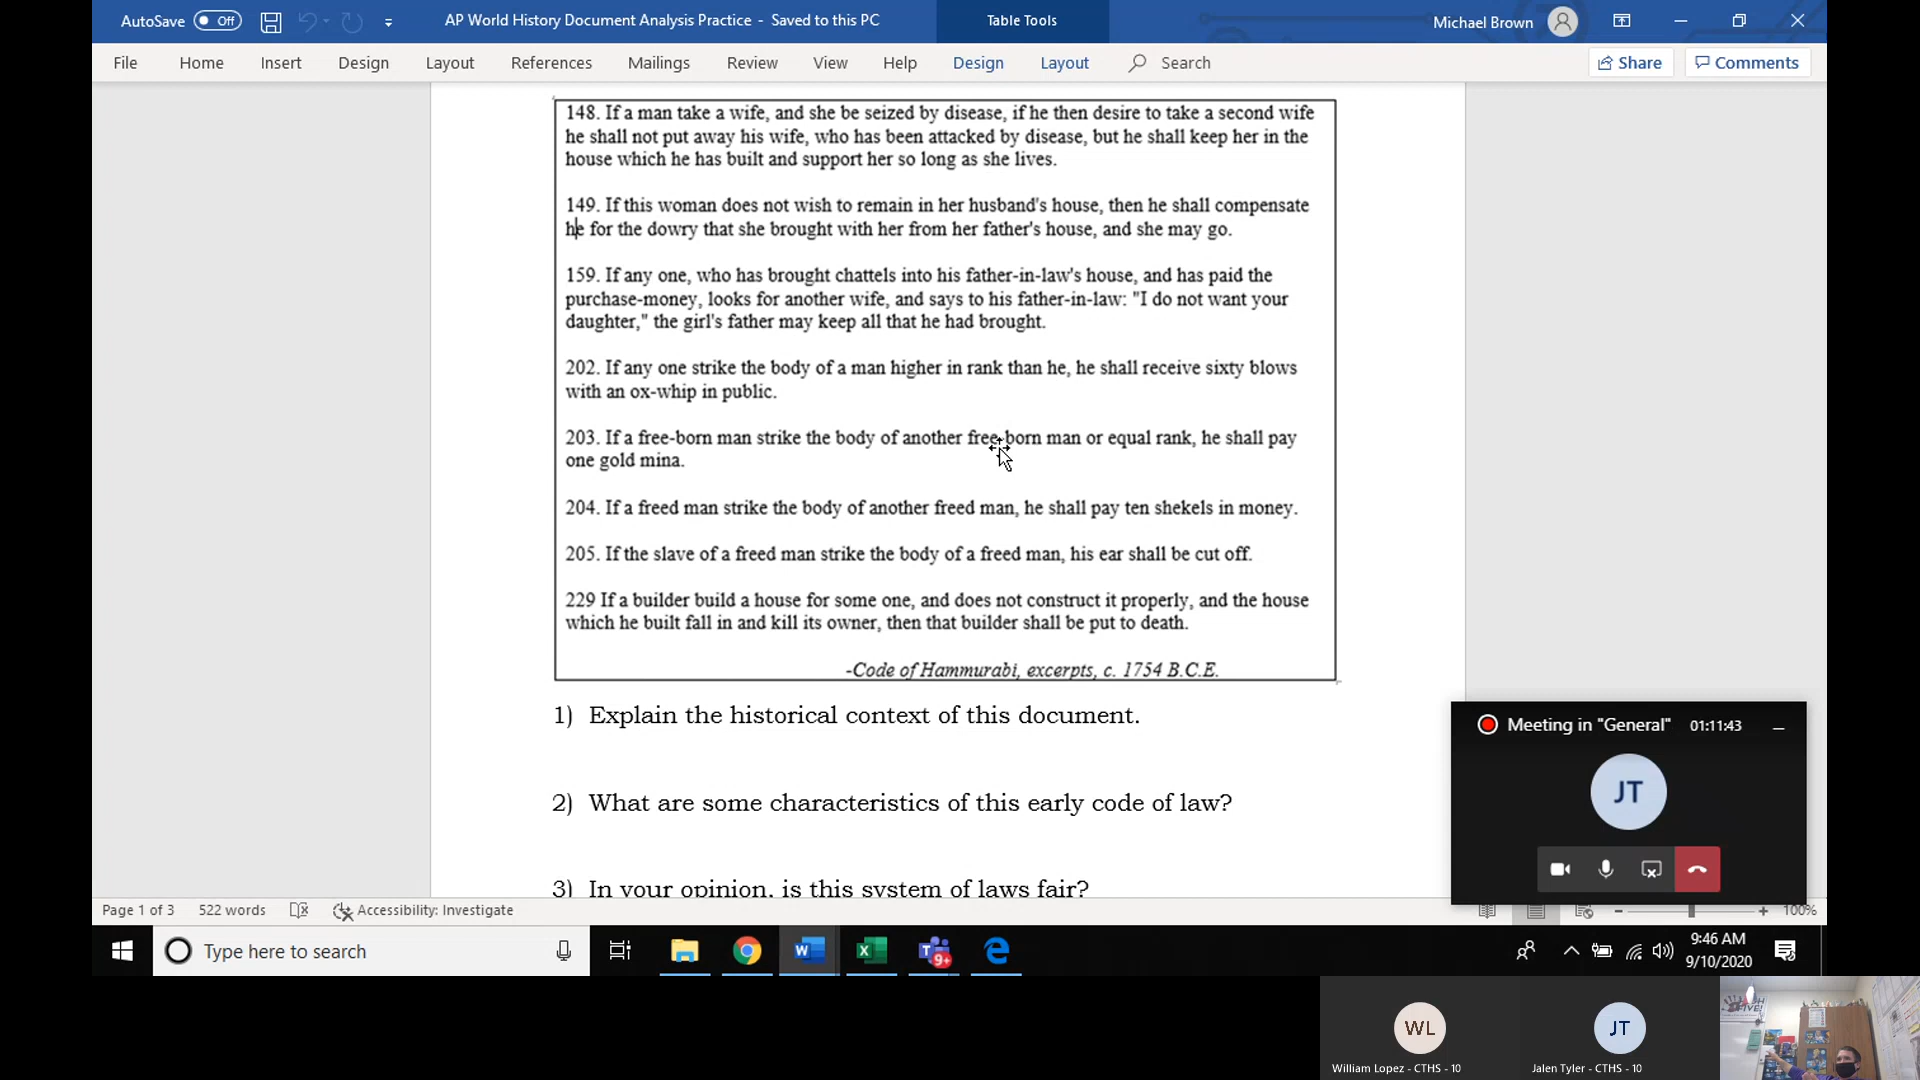 AutoSave Off AP World History Document Analysis Practice - Saved to this PC Table Tools Michael Brown
File Home Insert Design Layout References Mailings Review View Help Design Layout Search Share Comments
148. If a man take a wife, and she be seized by disease, if he then desire to take a second wife
he shall not put away his wife, who has been attacked by disease, but he shall keep her in the
house which he has built and support her so long as she lives.
149. If this woman does not wish to remain in her husband's house, then he shall compensate
he for the dowry that she brought with her from her father's house, and she may go.
159. If any one, who has brought chattels into his father-in-law's house, and has paid the
purchase-money, looks for another wife, and says to his father-in-law: "I do not want your
daughter," the girl's father may keep all that he had brought.
202. If any one strike the body of a man higher in rank than he, he shall receive sixty blows
with an ox-whip in public.
203. If a free-born man strike the body of another free-born man or equal rank, he shall pay
one gold mina.
204. If a freed man strike the body of another freed man, he shall pay ten shekels in money.
205. If the slave of a freed man strike the body of a freed man, his ear shall be cut off.
229 If a builder build a house for some one, and does not construct it properly, and the house
which he built fall in and kill its owner, then that builder shall be put to death.
-Code of Hammurabi, excerpts, c. 1754 B.C.E.
1) Explain the historical context of this document.
2) What are some characteristics of this early code of law?
3) In your opinion, is this system of laws fair?
Meeting in "General" 01:11:43
JT
Page 1 of 3 522 words Accessibility: Investigate 100%
Type here to search 9+ 9:46 AM
9/10/2020
WL JT
William Lopez - CTHS - 10 Jalen Tyler - CTHS - 10